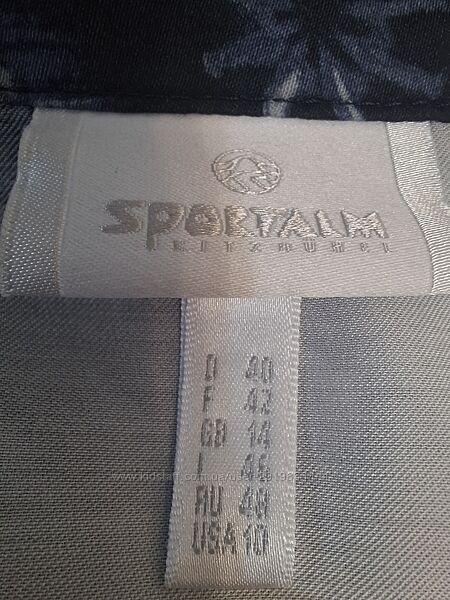 SPORTALM
KITZBÜHEL
D 40
F 42
GB 14
I 46
RU 48
USA 10